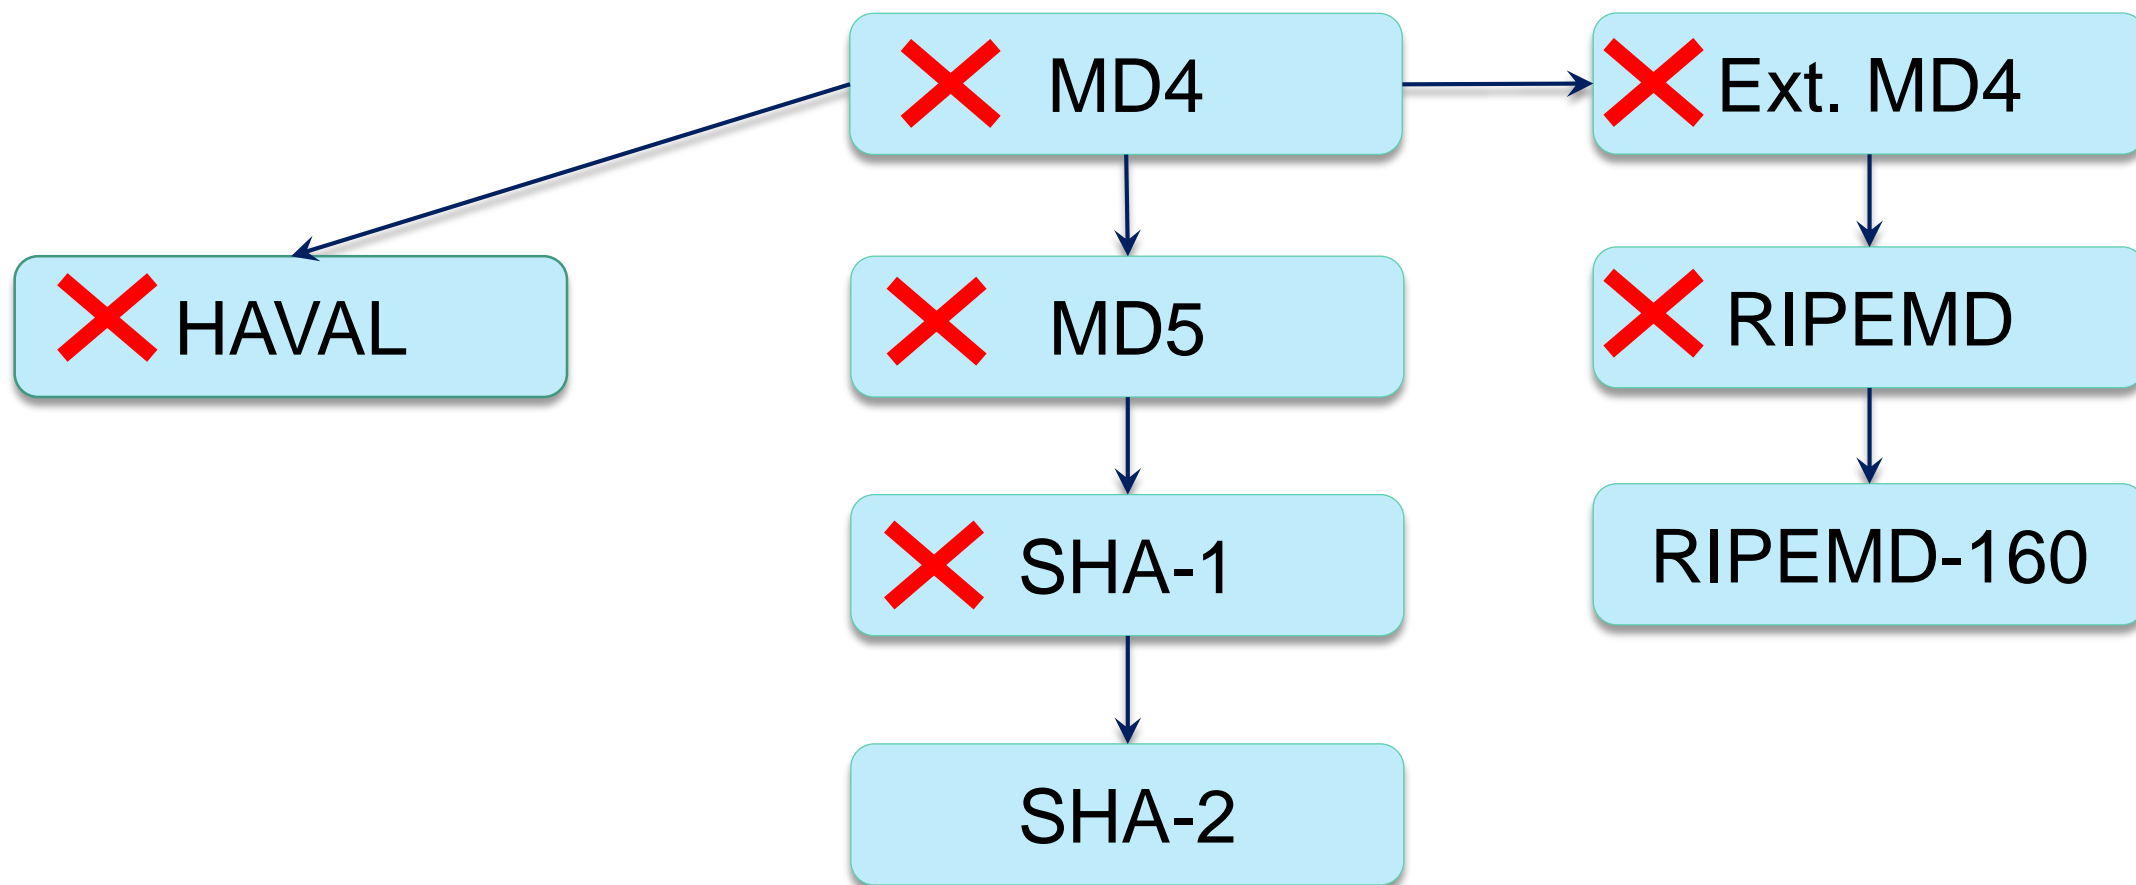 MD4
Ext. MD4
HAVAL
MD5
RIPEMD
SHA-1
RIPEMD-160
SHA-2